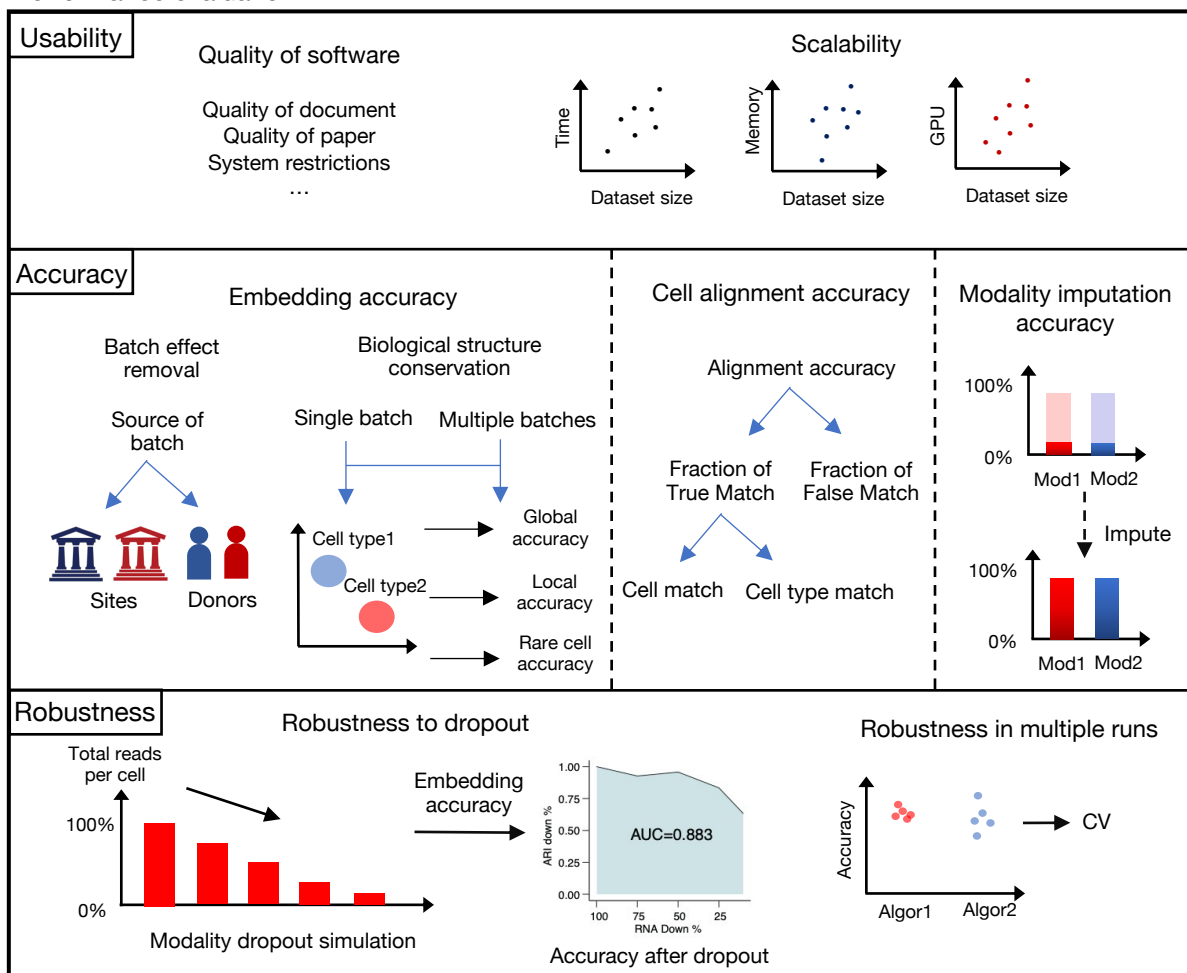 Usability
Quality of software
Quality of document
Quality of paper
System restrictions
...
Scalability
Time
Dataset size
Memory
Dataset size
GPU
Dataset size
Accuracy
Embedding accuracy
Batch effect
removal
Source of
batch
Sites
Donors
Biological structure
conservation
Single batch
Multiple batches
Cell type1
Cell type2
Global
accuracy
Local
accuracy
Rare cell
accuracy
Cell alignment accuracy
Alignment accuracy
Fraction of
True Match
Fraction of
False Match
Cell match
Cell type match
Modality imputation
accuracy
100%
0%
Mod1
Mod2
Impute
100%
0%
Mod1
Mod2
Robustness
Robustness to dropout
Total reads
per cell
100%
0%
Modality dropout simulation
Embedding
accuracy
ARI down %
1.00
0.75
0.50
0.25
0.00
AUC=0.883
100
75
50
25
RNA Down %
Accuracy after dropout
Robustness in multiple runs
Accuracy
Algor1
Algor2
CV